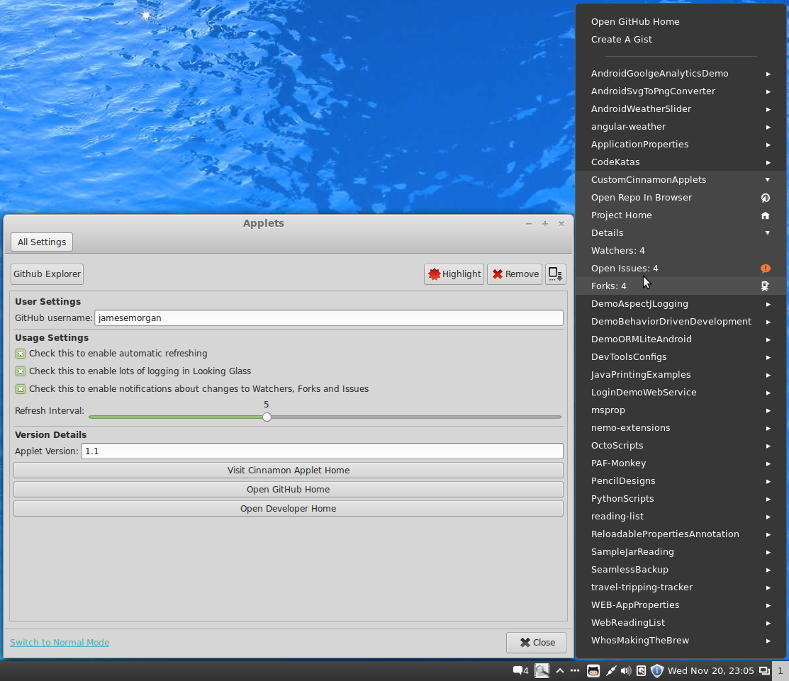 Open GitHub Home
Create A Gist
AndroidGoolgeAnalyticsDemo
AndroidSvgToPngConverter
AndroidWeatherSlider
angular-weather
ApplicationProperties
CodeKatas
CustomCinnamonApplets
Open Repo In Browser
Project Home
Details
Watchers: 4
Open Issues: 4
Forks: 4
DemoAspectJLogging
DemoBehaviorDrivenDevelopment
DemoORMLiteAndroid
DevToolsConfigs
JavaPrintingExamples
LoginDemoWebService
msprop
nemo-extensions
OctoScripts
PAF-Monkey
PencilDesigns
PythonScripts
reading-list
ReloadablePropertiesAnnotation
SampleJarReading
SeamlessBackup
travel-tripping-tracker
WEB-AppProperties
WebReadingList
WhosMakingTheBrew
Applets
All Settings
Github Explorer
Highlight
Remove
User Settings
GitHub username: jamesemorgan
Usage Settings
Check this to enable automatic refreshing
Check this to enable lots of logging in Looking Glass
Check this to enable notifications about changes to Watchers, Forks and Issues
5
Refresh Interval:
Version Details
Applet Version: 1.1
Visit Cinnamon Applet Home
Open GitHub Home
Open Developer Home
Switch to Normal Mode
Close
4
Wed Nov 20, 23:05
1